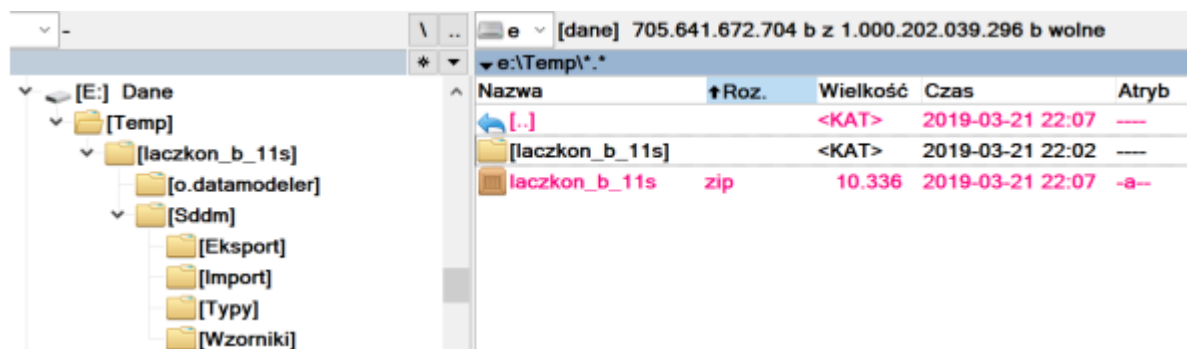 -
\ ..
* 
[E:] Dane
[Temp]
[laczkon_b_11s]
[o.datamodeler]
[Sddm]
[Eksport]
[Import]
[Typy]
[Wzorniki]
e [dane] 705.641.672.704 b z 1.000.202.039.296 b wolne
e:\Temp\*.*
Nazwa Roz. Wielkość Czas Atryb
[..] <KAT> 2019-03-21 22:07 ----
[laczkon_b_11s] <KAT> 2019-03-21 22:02 ----
laczkon_b_11s zip 10.336 2019-03-21 22:07 -a--